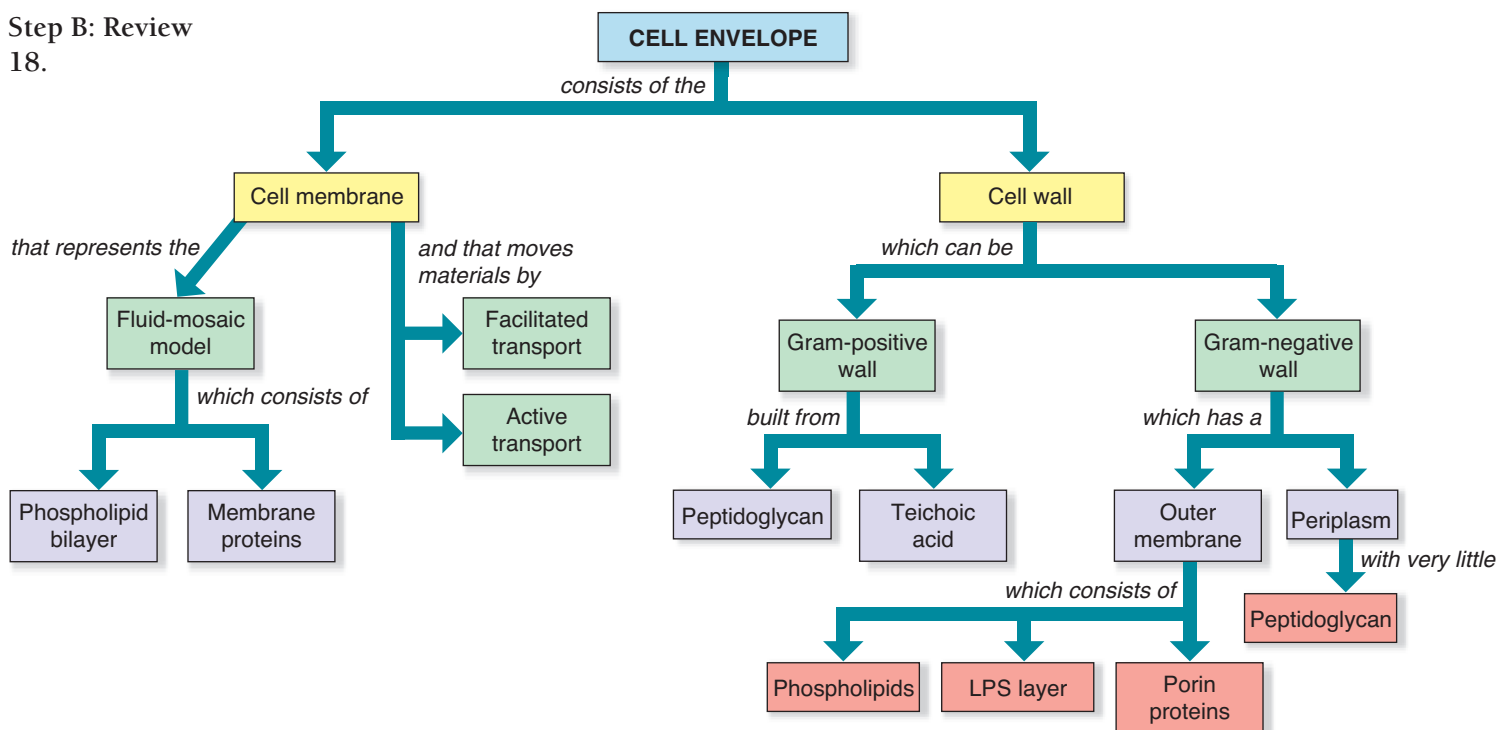 Step B: Review
18.
CELL ENVELOPE
consists of the
Cell membrane
Cell wall
that represents the
and that moves
materials by
which can be
Fluid-mosaic
model
Facilitated
transport
Gram-positive
wall
Gram-negative
wall
which consists of
Active
transport
built from
which has a
Phospholipid
bilayer
Membrane
proteins
Peptidoglycan
Teichoic
acid
Outer
membrane
Periplasm
with very little
which consists of
Peptidoglycan
Phospholipids
LPS layer
Porin
proteins